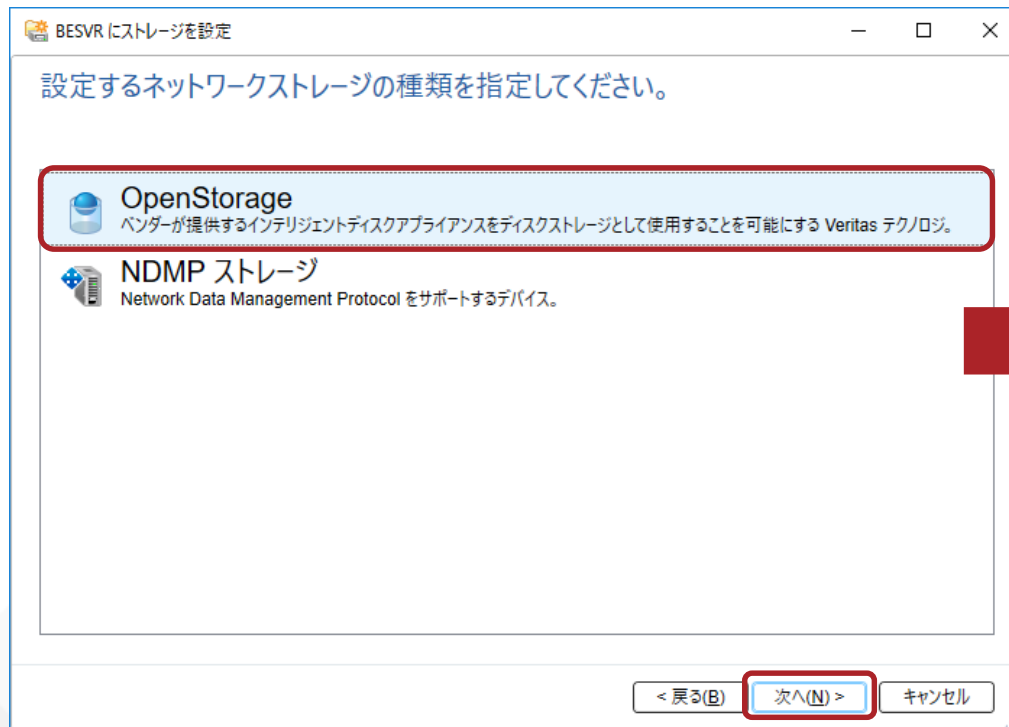 BESVR にストレージを設定
設定するネットワークストレージの種類を指定してください。
OpenStorage
ベンダーが提供するインテリジェントディスクアプライアンスをディスクストレージとして使用することを可能にする Veritas テクノロジ。
NDMP ストレージ
Network Data Management Protocol をサポートするデバイス。
< 戻る(B) 次へ(N) > キャンセル